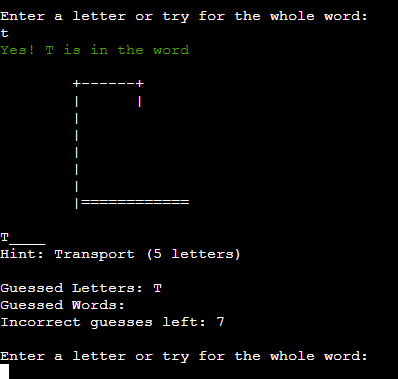 Enter a letter or try for the whole word:
t
Yes! T is in the word
+------+
|      |
|
|
|
|
|
|============
T____
Hint: Transport (5 letters)
Guessed Letters: T
Guessed Words:
Incorrect guesses left: 7
Enter a letter or try for the whole word: